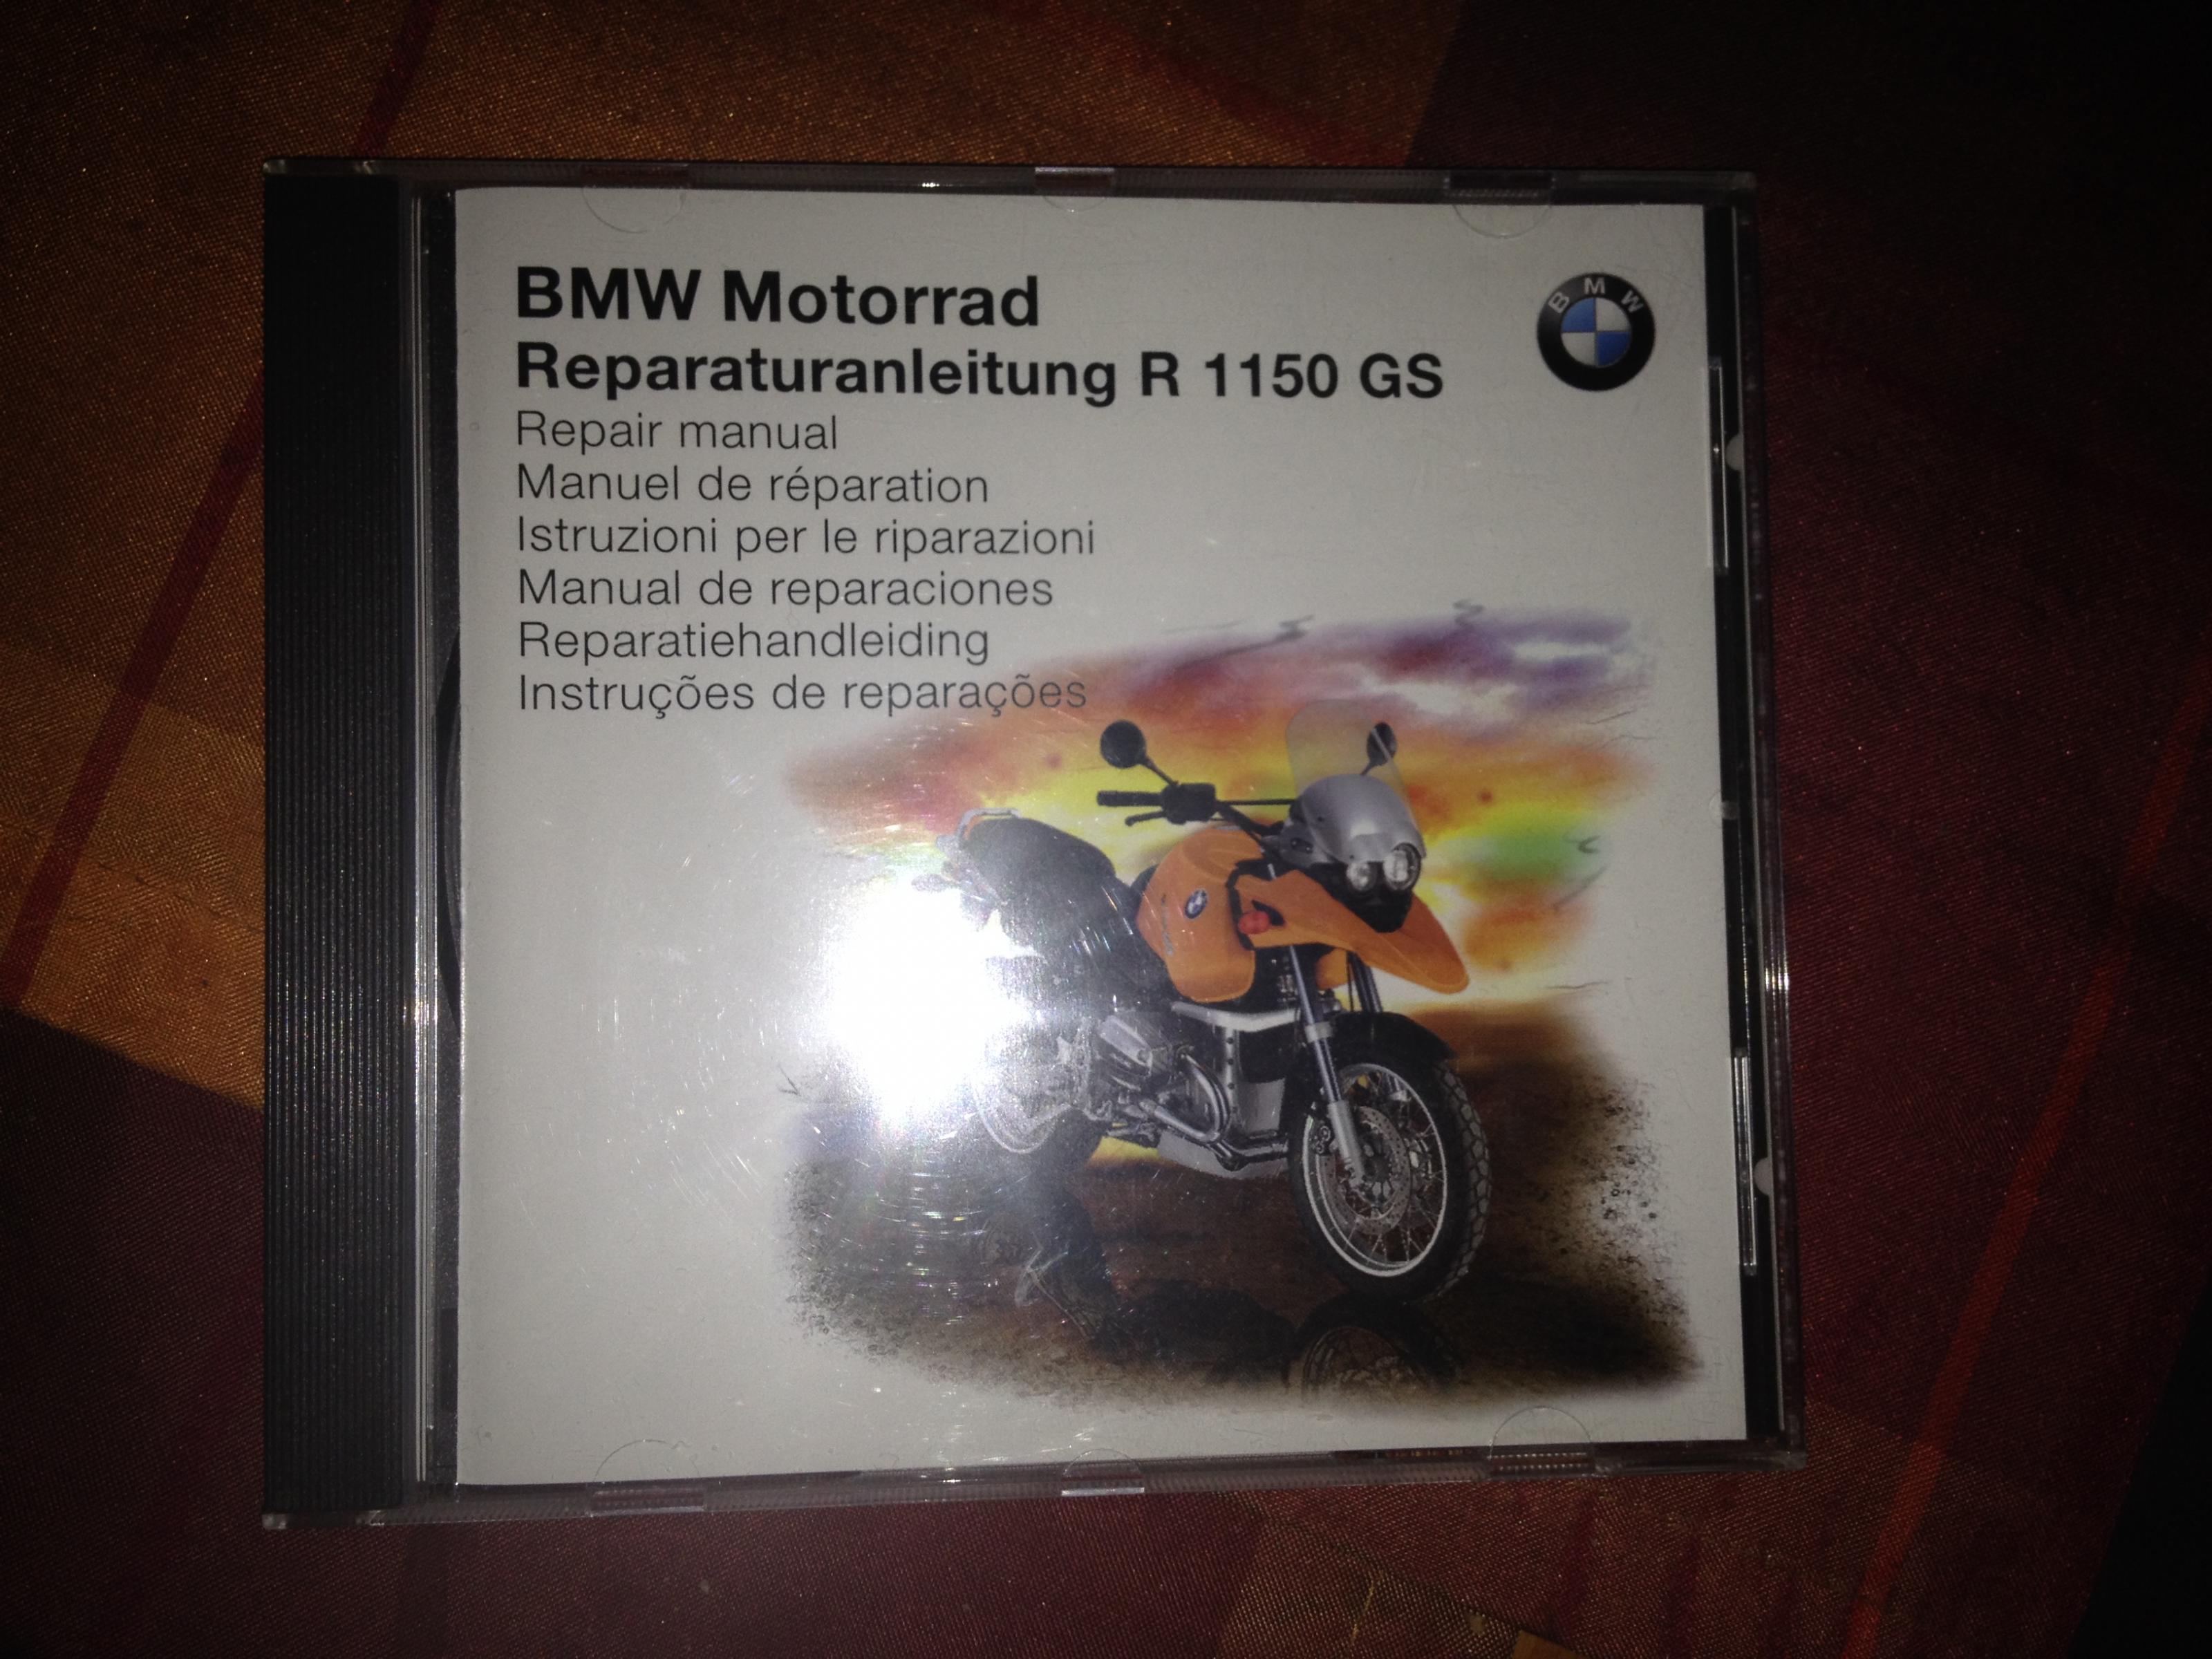 BMW Motorrad
Reparaturanleitung R 1150 GS
Repair manual
Manuel de réparation
Istruzioni per le riparazioni
Manual de reparaciones
Reparatiehandleiding
Instruções de reparações
BMW